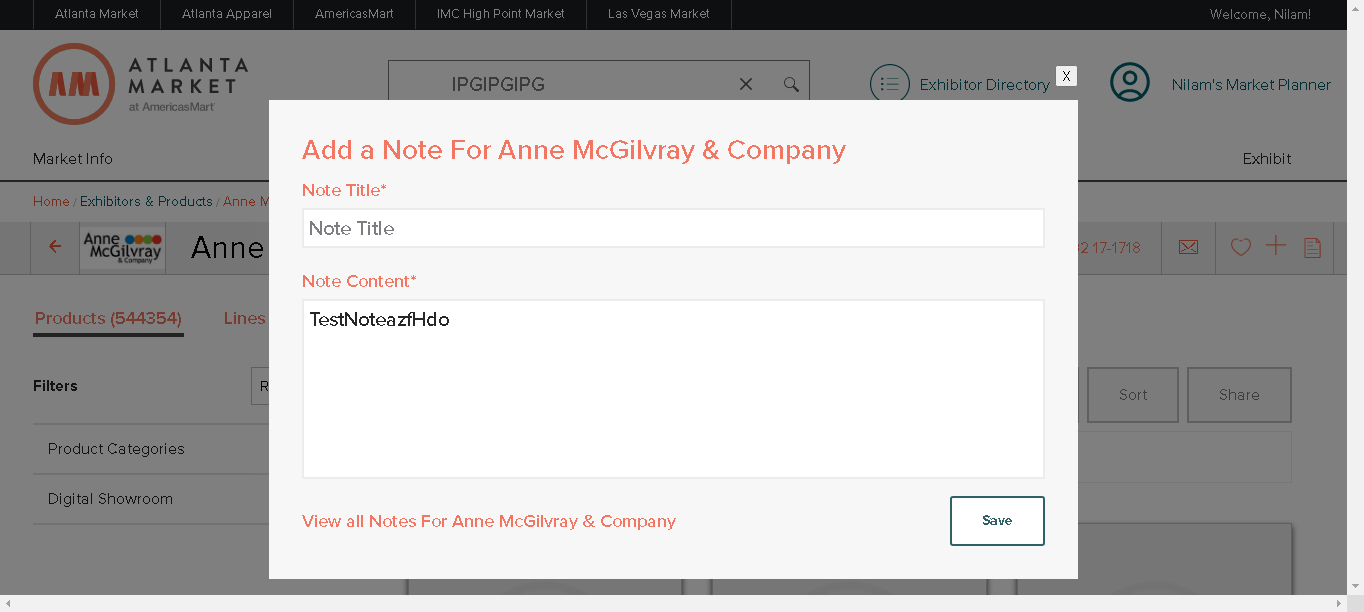 Atlanta Market Atlanta Apparel AmericasMart IMC High Point Market Las Vegas Market Welcome, Nilam!
AM ATLANTA
MARKET
at AmericasMart
IPGIPGIPG
Exhibitor Directory
X
Nilam's Market Planner
Market Info
Exhibit
Home / Exhibitors & Products / Anne M
Anne
McGilvray
& Company
Anne
32 17-1718
Products (544354) Lines
Filters
R
Sort
Share
Product Categories
Digital Showroom
Add a Note For Anne McGilvray & Company
Note Title*
Note Title
Note Content*
TestNoteazfHdo
View all Notes For Anne McGilvray & Company
Save